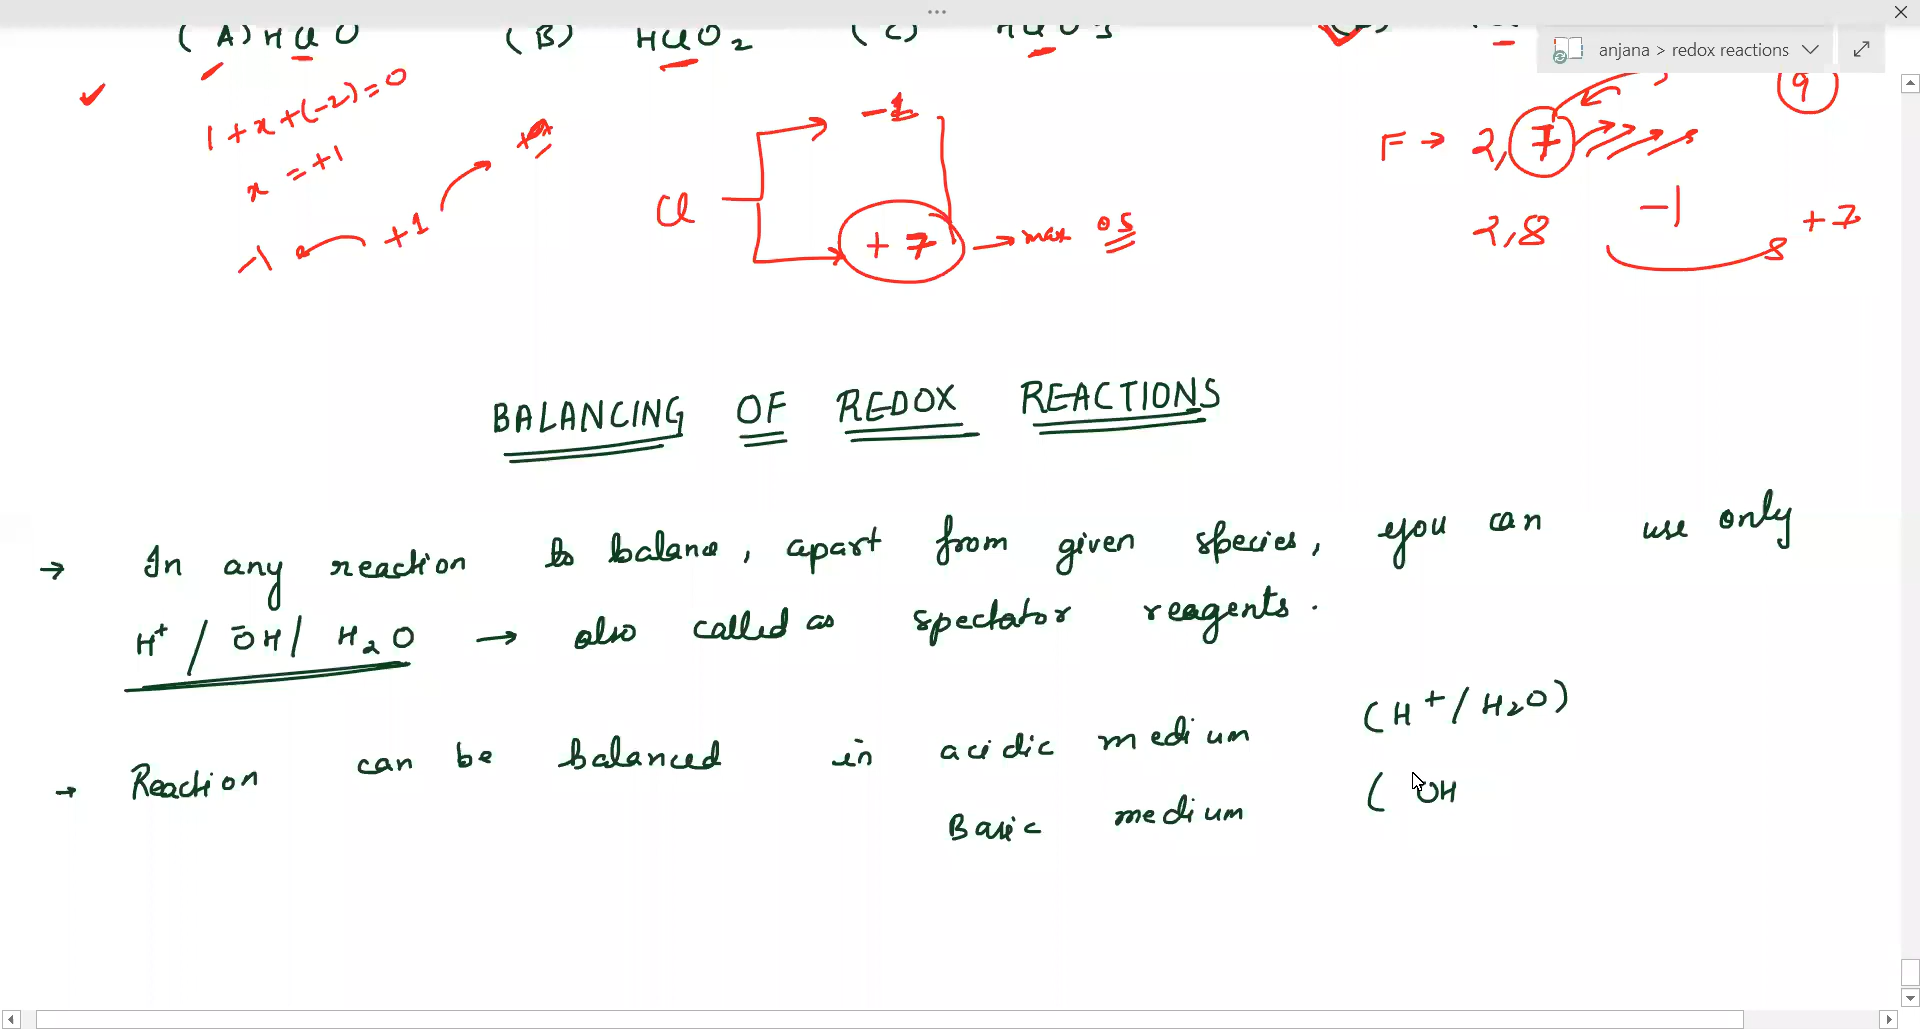 anjana > redox reactions
(A) HClO (B) HClO2 (C) HClO3
1+x+(-2)=0
x = +1
-1 +1
Cl
-1
+7 → max OS
F → 2, 7
9
2,8 -1 +7
BALANCING OF REDOX REACTIONS
→ In any reaction to balance, apart from given species, you can use only
H+ / ŌH / H2O → also called as spectator reagents.
→ Reaction can be balanced in acidic medium (H+/H2O)
Basic medium ( OH